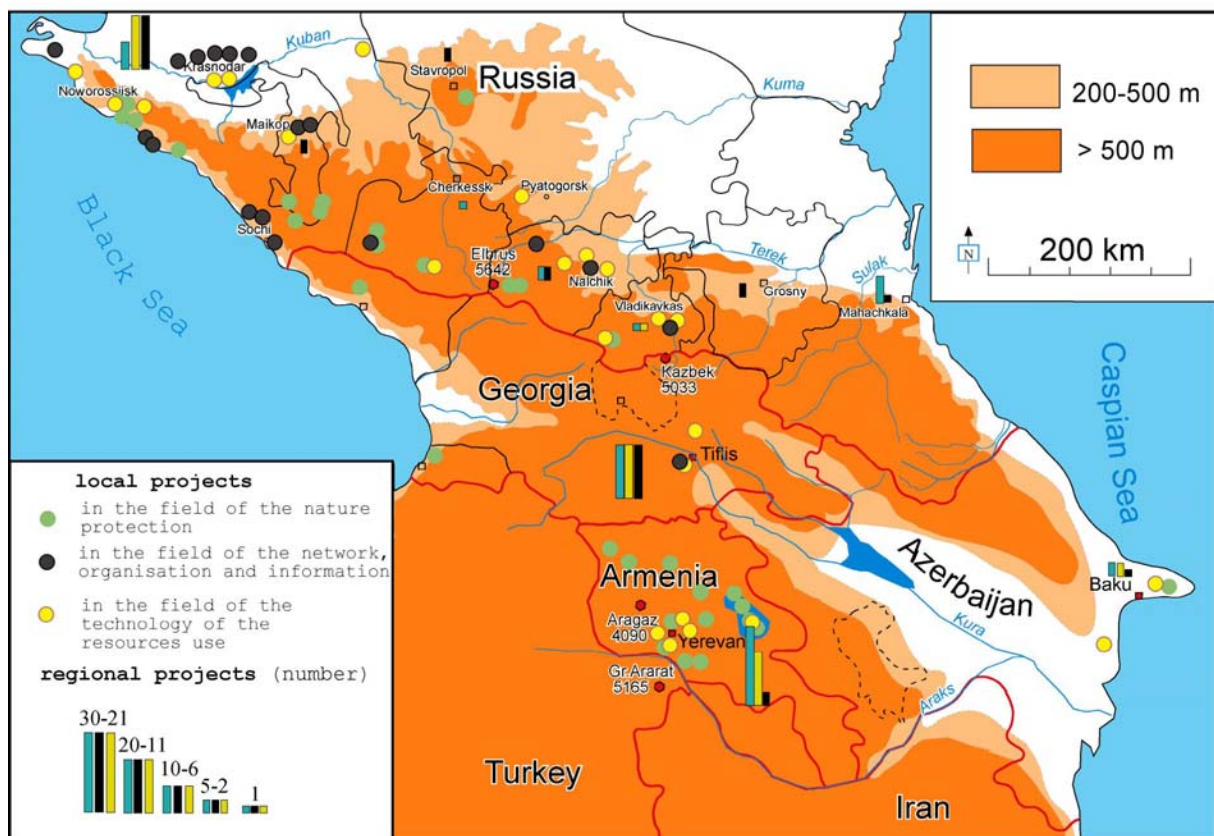 Kuban
Krasnodar
Stavropol
Russia
Kuma
Noworossijsk
Maikop
Cherkessk
Pyatogorsk
Black Sea
Sochi
Elbrus
5642
Nalchik
Terek
Grosny
Sulak
Mahachkala
Vladikavkas
Kazbek
5033
Georgia
Tiflis
Caspian Sea
Armenia
Azerbaijan
Baku
Aragaz
4090
Yerevan
Kura
Gr.Ararat
5165
Araks
Turkey
Iran
200-500 m
> 500 m
N
200 km
local projects
in the field of the nature
protection
in the field of the network,
organisation and information
in the field of the
technology of the
resources use
regional projects (number)
30-21
20-11
10-6
5-2
1